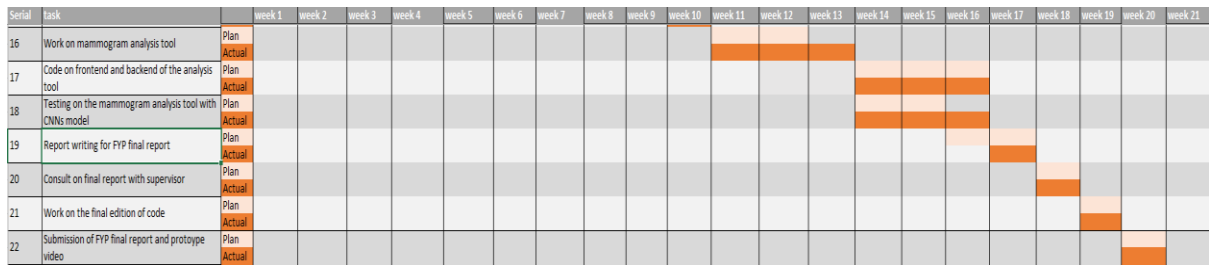 Serial task week 1 week 2 week 3 week 4 week 5 week 6 week 7 week 8 week 9 week 10 week 11 week 12 week 13 week 14 week 15 week 16 week 17 week 18 week 19 week 20 week 21
16 Work on mammogram analysis tool Plan
Actual
17 Code on frontend and backend of the analysis Plan
tool Actual
18 Testing on the mammogram analysis tool with Plan
CNNs model Actual
19 Report writing for FYP final report Plan
Actual
20 Consult on final report with supervisor Plan
Actual
21 Work on the final edition of code Plan
Actual
22 Submission of FYP final report and protoype Plan
video Actual